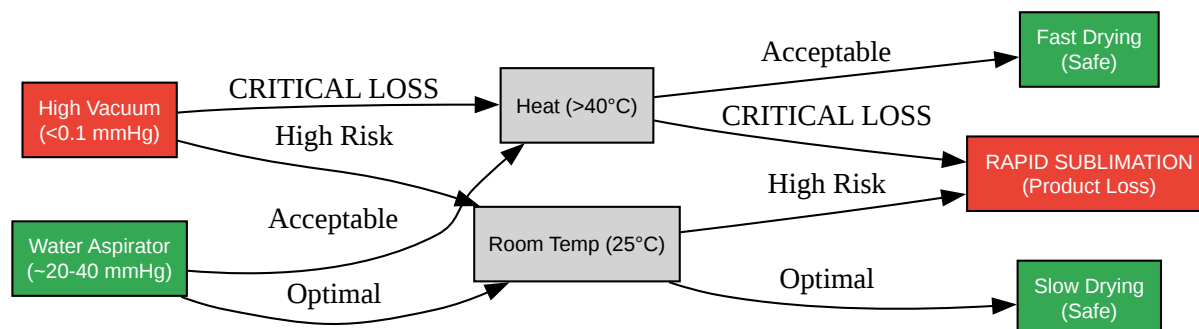 High Vacuum
(<0.1 mmHg)
Water Aspirator
(~20-40 mmHg)
CRITICAL LOSS
High Risk
Acceptable
Optimal
Heat (>40°C)
Room Temp (25°C)
Acceptable
CRITICAL LOSS
High Risk
Optimal
Fast Drying
(Safe)
RAPID SUBLIMATION
(Product Loss)
Slow Drying
(Safe)